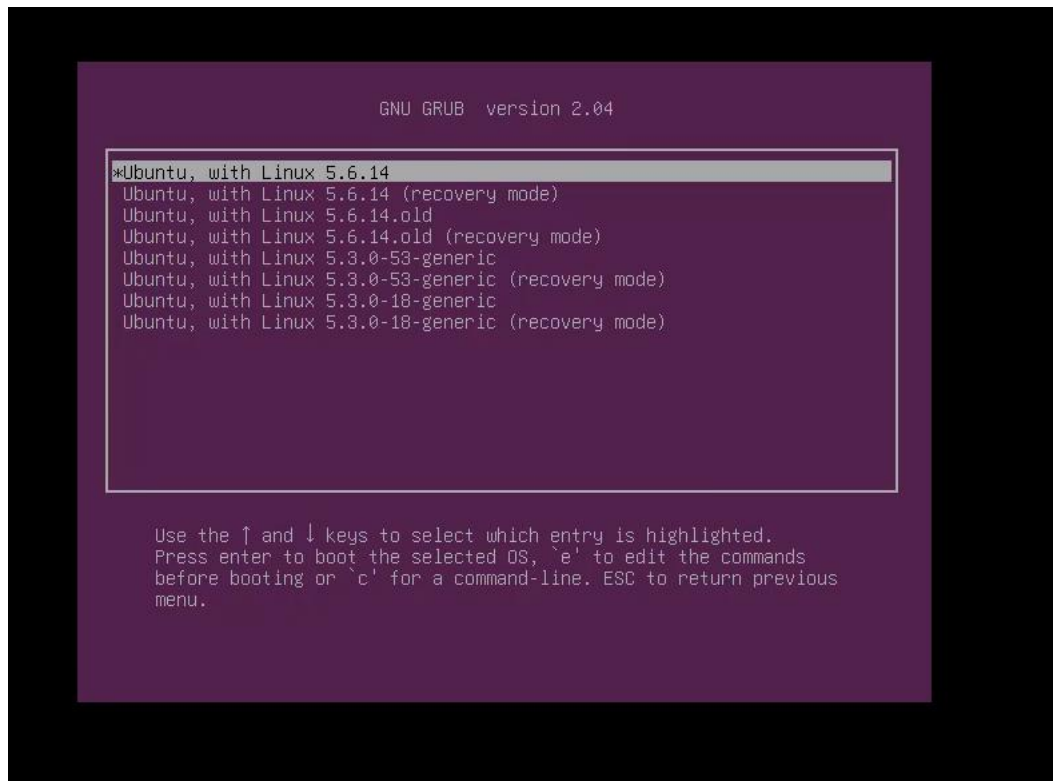 GNU GRUB version 2.04
*Ubuntu, with Linux 5.6.14
Ubuntu, with Linux 5.6.14 (recovery mode)
Ubuntu, with Linux 5.6.14.old
Ubuntu, with Linux 5.6.14.old (recovery mode)
Ubuntu, with Linux 5.3.0-53-generic
Ubuntu, with Linux 5.3.0-53-generic (recovery mode)
Ubuntu, with Linux 5.3.0-18-generic
Ubuntu, with Linux 5.3.0-18-generic (recovery mode)
Use the ↑ and ↓ keys to select which entry is highlighted.
Press enter to boot the selected OS, `e' to edit the commands
before booting or `c' for a command-line. ESC to return previous
menu.